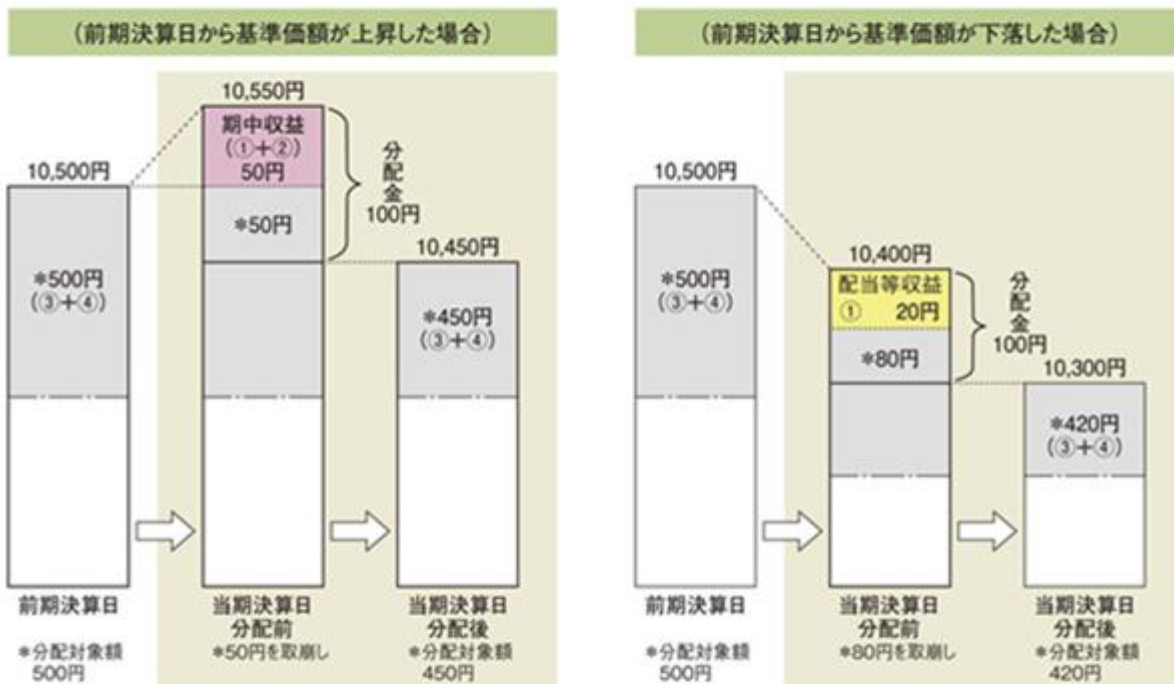 (前期決算日から基準価額が上昇した場合)
10,550円
期中収益
(①+②)
50円
*50円
分配金
100円
10,500円
*500円
(③+④)
10,450円
*450円
(③+④)
前期決算日
*分配対象額
500円
当期決算日
分配前
*50円を取崩し
当期決算日
分配後
*分配対象額
450円
(前期決算日から基準価額が下落した場合)
10,500円
*500円
(③+④)
10,400円
配当等収益
① 20円
*80円
分配金
100円
10,300円
*420円
(③+④)
前期決算日
*分配対象額
500円
当期決算日
分配前
*80円を取崩し
当期決算日
分配後
*分配対象額
420円